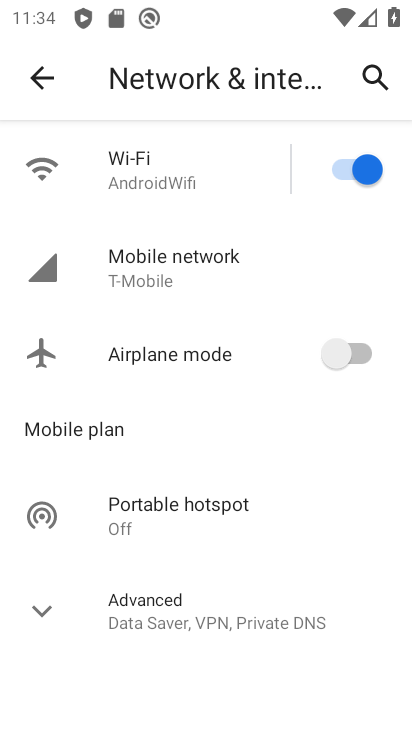 11:34
Network & inte...
Wi-Fi
AndroidWifi
Mobile network
T-Mobile
Airplane mode
Mobile plan
Portable hotspot
Off
Advanced
Data Saver, VPN, Private DNS